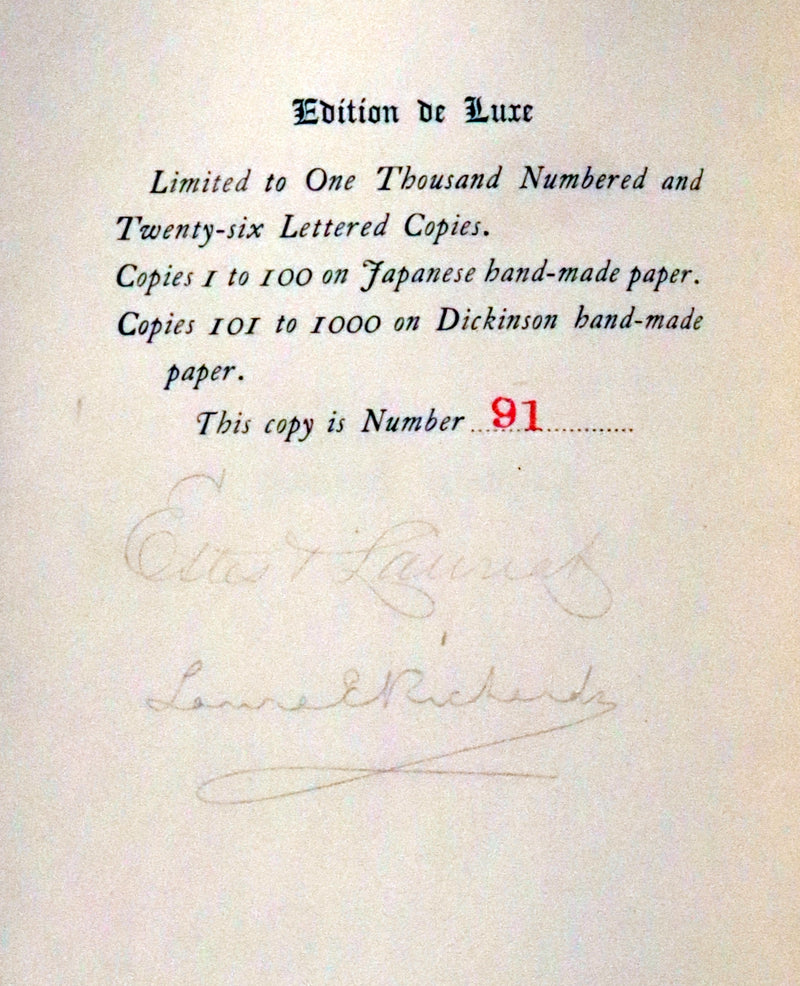 Edition de Luxe
Limited to One Thousand Numbered and
Twenty-six Lettered Copies.
Copies 1 to 100 on Japanese hand-made paper.
Copies 101 to 1000 on Dickinson hand-made
paper.
This copy is Number 91
Estes & Lauriat
Laura E Richards